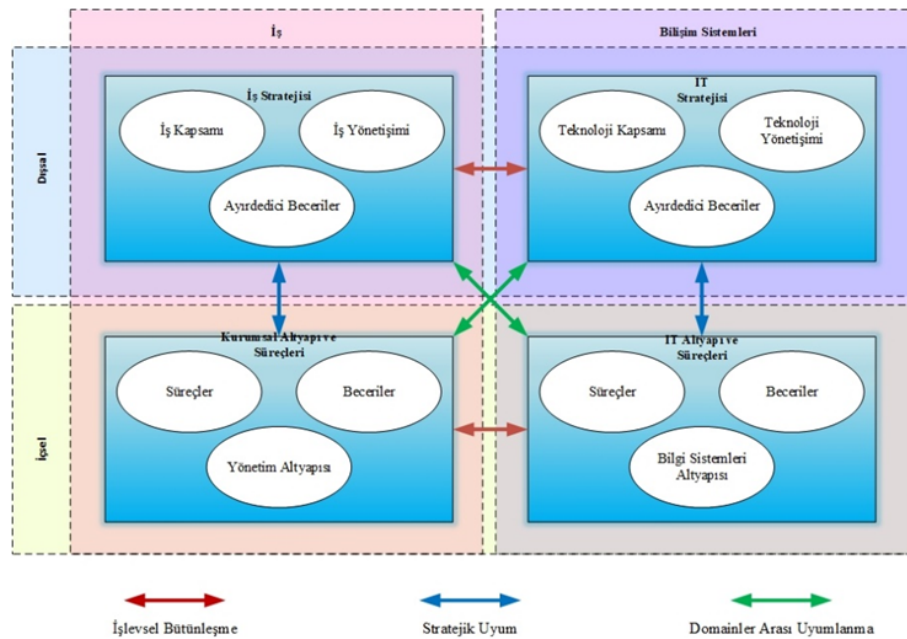 İş
Bilişim Sistemleri
Dışsal
İş Stratejisi
İş Kapsamı
İş Yönetişimi
Ayırdedici Beceriler
IT
Stratejisi
Teknoloji Kapsamı
Teknoloji
Yönetişimi
Ayırdedici Beceriler
İçsel
Kurumsal Altyapı ve
Süreçleri
Süreçler
Beceriler
Yönetim Altyapısı
IT Altyapı ve
Süreçleri
Süreçler
Beceriler
Bilgi Sistemleri
Altyapısı
İşlevsel Bütünleşme
Stratejik Uyum
Domainler Arası Uyumlanma